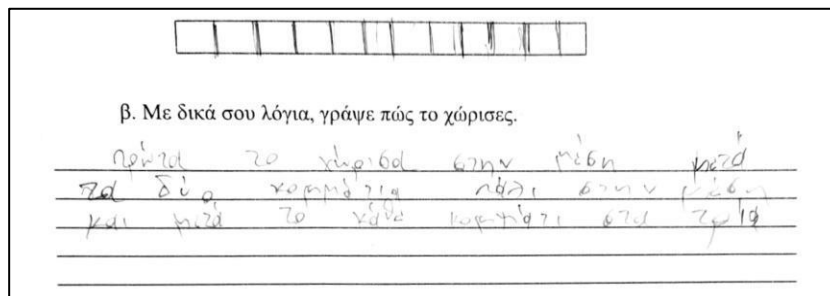 β. Με δικά σου λόγια, γράψε πώς το χώρισες.
πρώτα το χώρισα στην μέση μετά
τα δύο κομμάτια πάλι στην μέση
και μετά το κάθε κομμάτι στα τρία